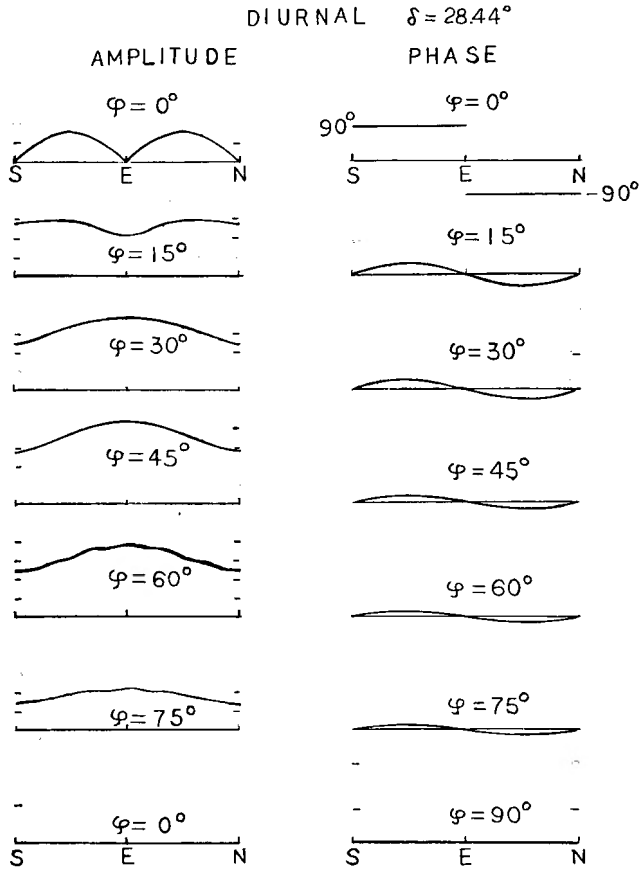 DIURNAL δ = 28.44°
AMPLITUDE PHASE
φ = 0° φ = 0°
90°
S E N S E N
-90°
φ = 15° φ = 15°
φ = 30° φ = 30°
φ = 45° φ = 45°
φ = 60° φ = 60°
φ = 75° φ = 75°
φ = 0° φ = 90°
S E N S E N